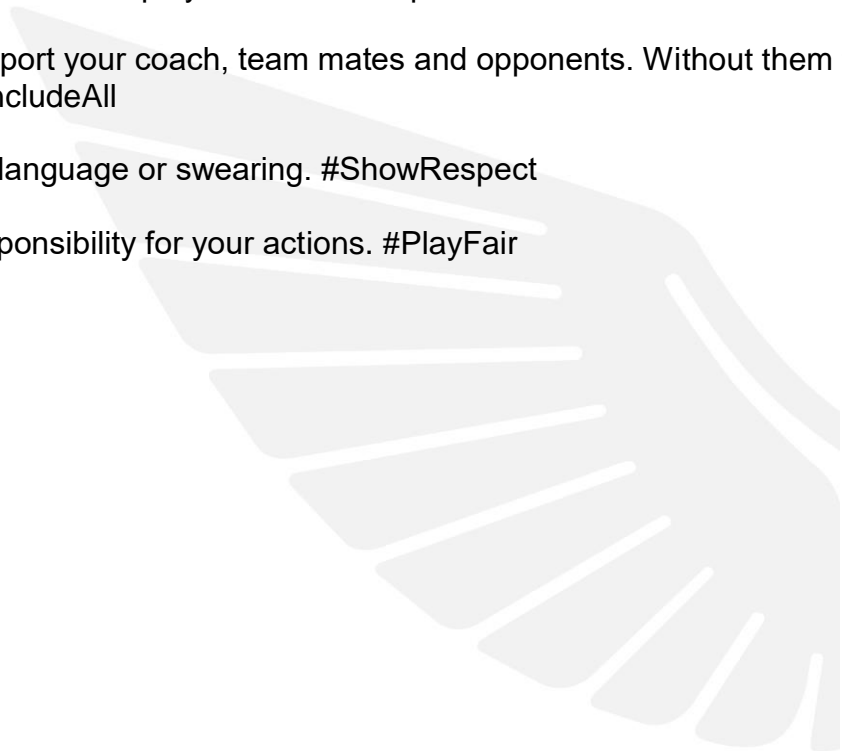 port your coach, team mates and opponents. Without them
ncludeAll
language or swearing. #ShowRespect
ponsibility for your actions. #PlayFair